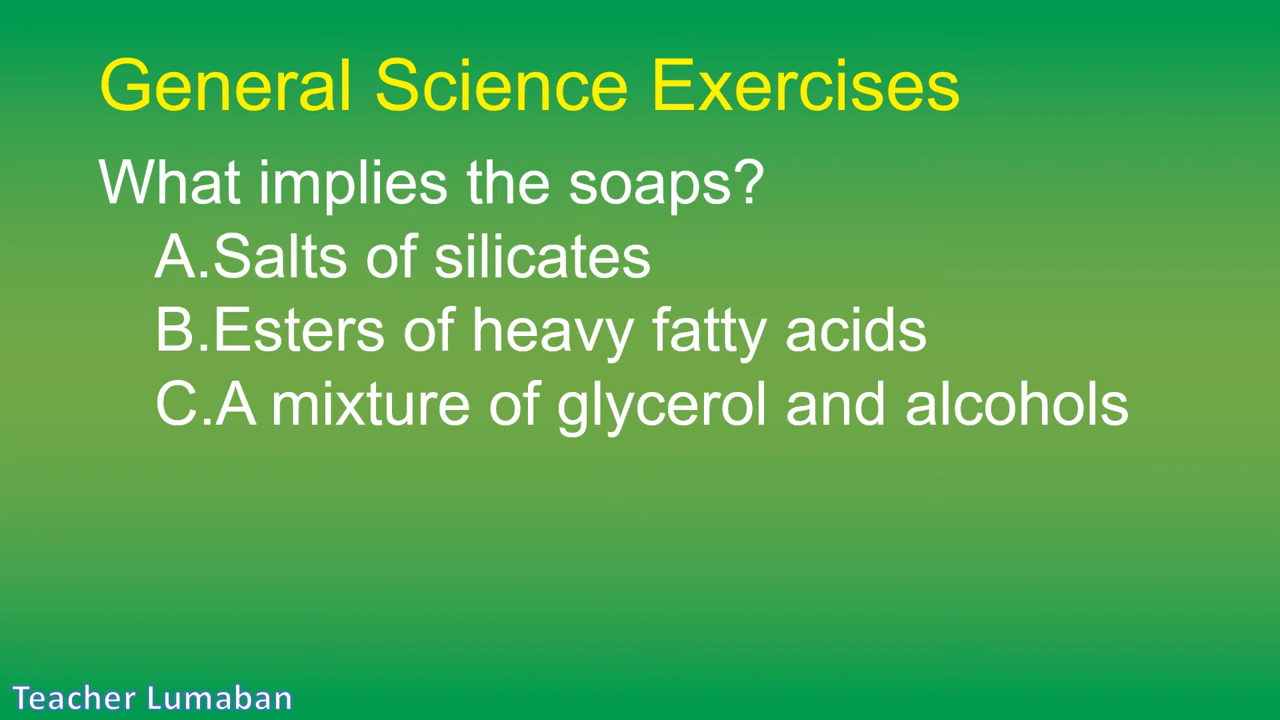 General Science Exercises
What implies the soaps?
A.Salts of silicates
B.Esters of heavy fatty acids
C.A mixture of glycerol and alcohols
Teacher Lumaban